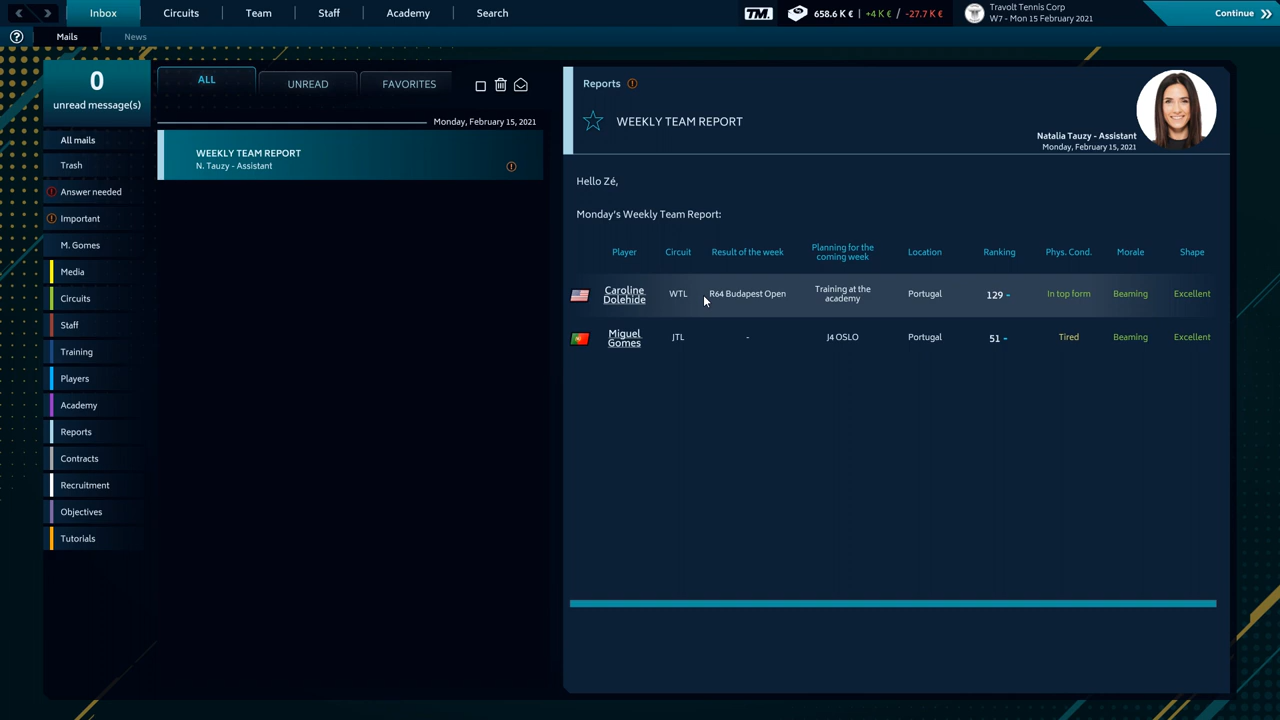 Inbox
Circuits
Team
Staff
Academy
Search
TM.
658.6 K € | +4 K € / -27.7 K €
Travolt Tennis Corp
W7 - Mon 15 February 2021
Continue
Mails
News
0
unread message(s)
All mails
Trash
Answer needed
Important
M. Gomes
Media
Circuits
Staff
Training
Players
Academy
Reports
Contracts
Recruitment
Objectives
Tutorials
ALL
UNREAD
FAVORITES
Monday, February 15, 2021
WEEKLY TEAM REPORT
N. Tauzy - Assistant
Reports
WEEKLY TEAM REPORT
Natalia Tauzy - Assistant
Monday, February 15, 2021
Hello Zé,
Monday's Weekly Team Report:
Player Circuit Result of the week Planning for the coming week Location Ranking Phys. Cond. Morale Shape
Caroline Dolehide WTL R64 Budapest Open Training at the academy Portugal 129 - In top form Beaming Excellent
Miguel Gomes JTL - J4 OSLO Portugal 51 - Tired Beaming Excellent